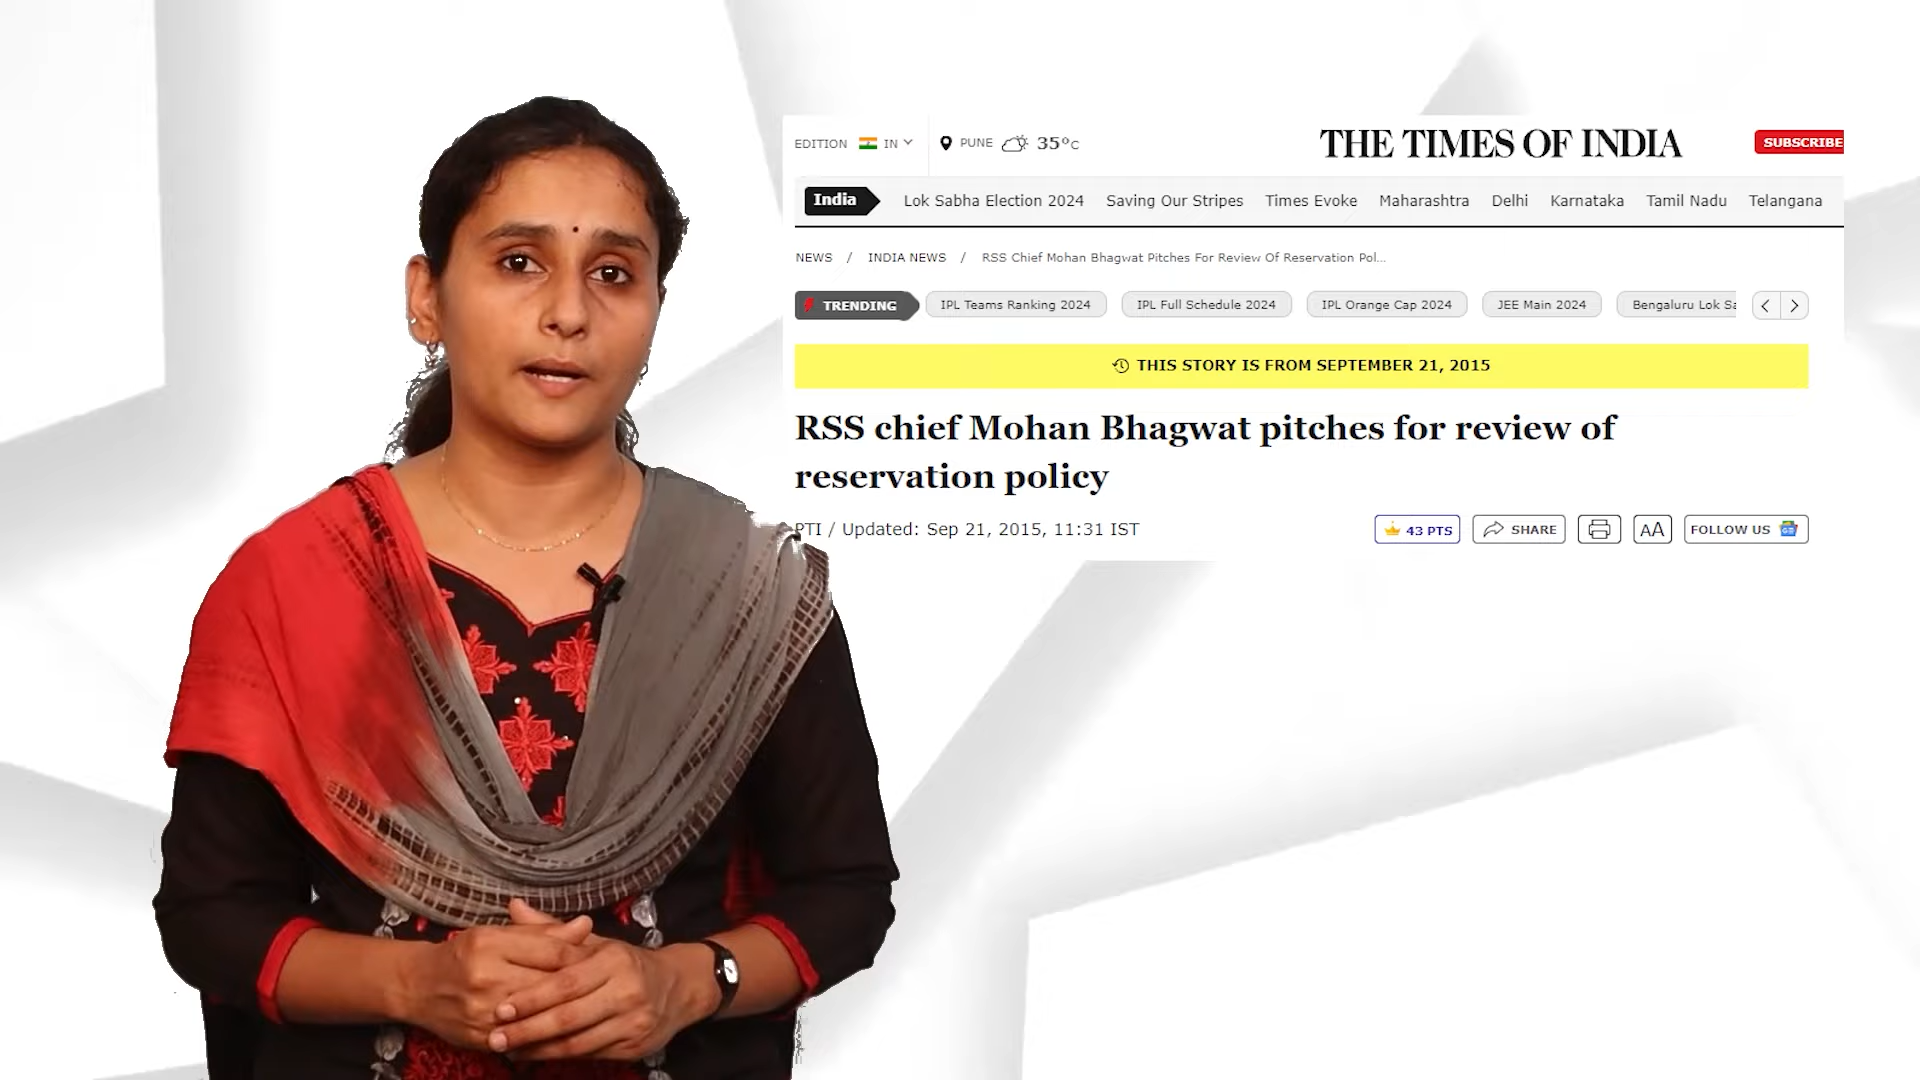 EDITION IN PUNE 35°C THE TIMES OF INDIA SUBSCRIBE
India Lok Sabha Election 2024 Saving Our Stripes Times Evoke Maharashtra Delhi Karnataka Tamil Nadu Telangana
NEWS / INDIA NEWS / RSS Chief Mohan Bhagwat Pitches For Review Of Reservation Pol...
TRENDING IPL Teams Ranking 2024 IPL Full Schedule 2024 IPL Orange Cap 2024 JEE Main 2024 Bengaluru Lok Sa
THIS STORY IS FROM SEPTEMBER 21, 2015
RSS chief Mohan Bhagwat pitches for review of
reservation policy
PTI / Updated: Sep 21, 2015, 11:31 IST 43 PTS SHARE AA FOLLOW US